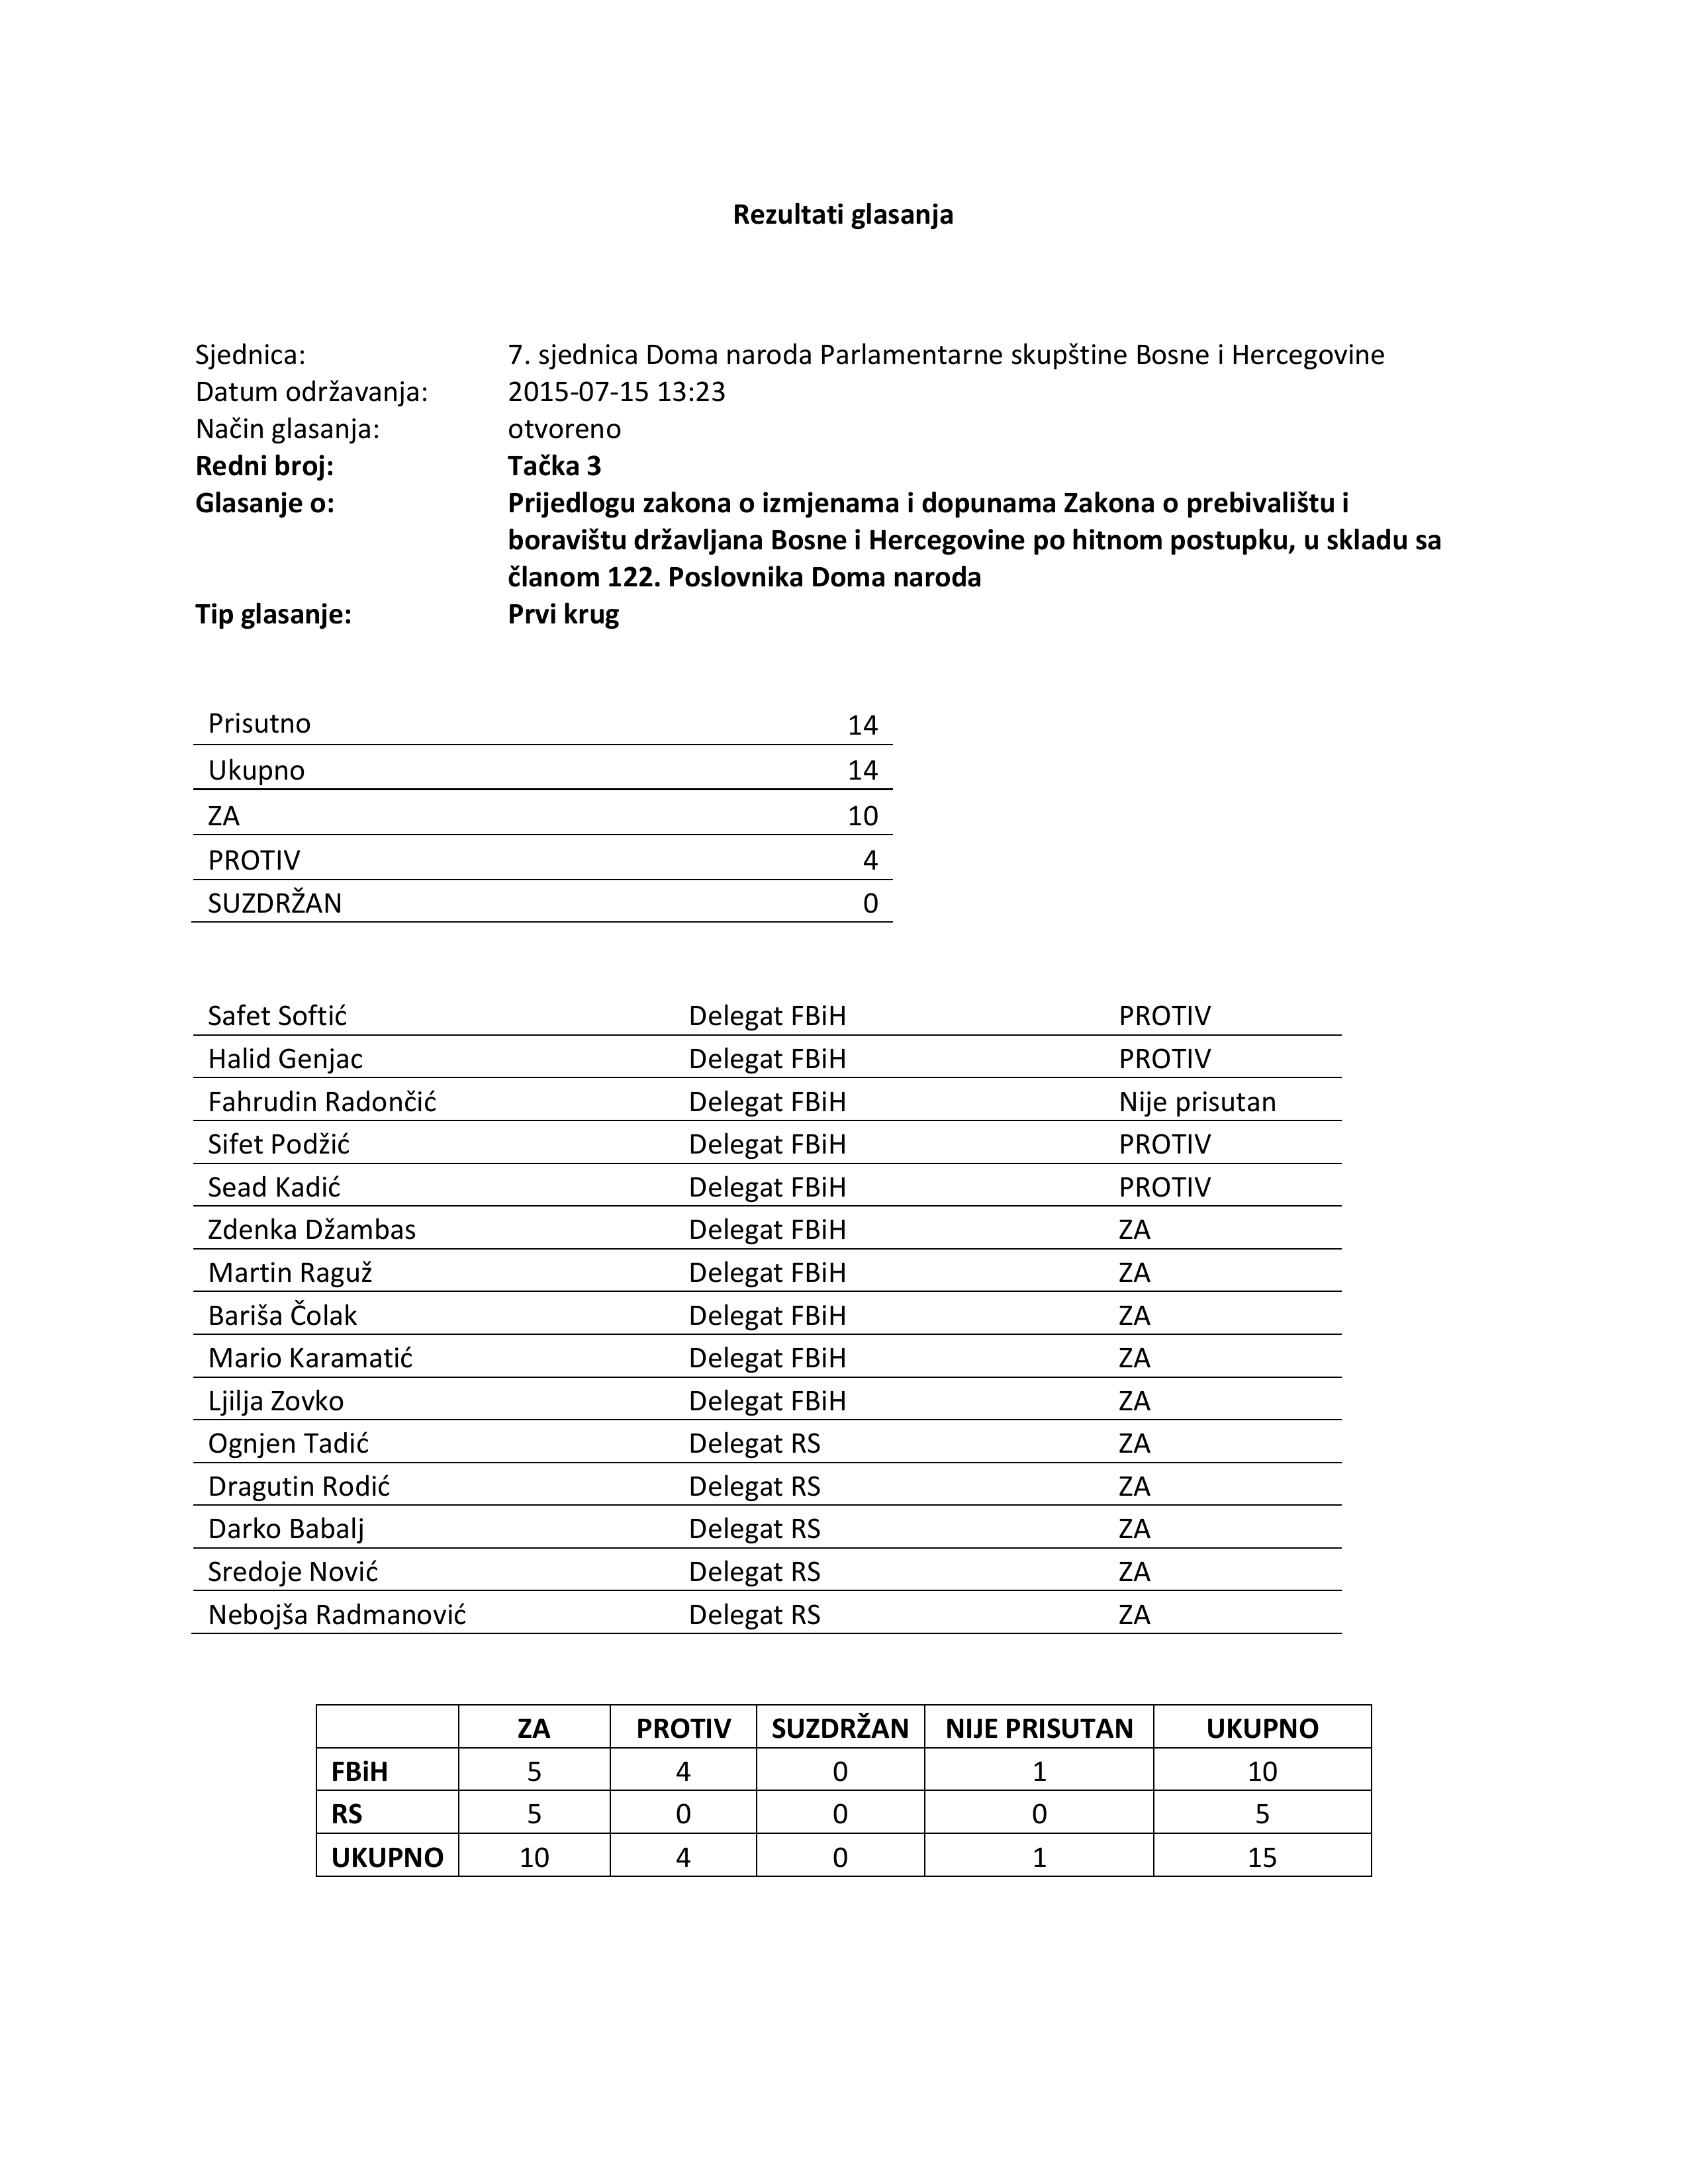 Rezultati glasanja
Sjednica: 7. sjednica Doma naroda Parlamentarne skupštine Bosne i Hercegovine
Datum održavanja: 2015-07-15 13:23
Način glasanja: otvoreno
Redni broj: Tačka 3
Glasanje o: Prijedlogu zakona o izmjenama i dopunama Zakona o prebivalištu i
boravištu državljana Bosne i Hercegovine po hitnom postupku, u skladu sa
članom 122. Poslovnika Doma naroda
Tip glasanje: Prvi krug
Prisutno 14
Ukupno 14
ZA 10
PROTIV 4
SUZDRŽAN 0
Safet Softić Delegat FBiH PROTIV
Halid Genjac Delegat FBiH PROTIV
Fahrudin Radončić Delegat FBiH Nije prisutan
Sifet Podžić Delegat FBiH PROTIV
Sead Kadić Delegat FBiH PROTIV
Zdenka Džambas Delegat FBiH ZA
Martin Raguž Delegat FBiH ZA
Bariša Čolak Delegat FBiH ZA
Mario Karamatić Delegat FBiH ZA
Ljilja Zovko Delegat FBiH ZA
Ognjen Tadić Delegat RS ZA
Dragutin Rodić Delegat RS ZA
Darko Babalj Delegat RS ZA
Sredoje Nović Delegat RS ZA
Nebojša Radmanović Delegat RS ZA
ZA PROTIV SUZDRŽAN NIJE PRISUTAN UKUPNO
FBiH 5 4 0 1 10
RS 5 0 0 0 5
UKUPNO 10 4 0 1 15